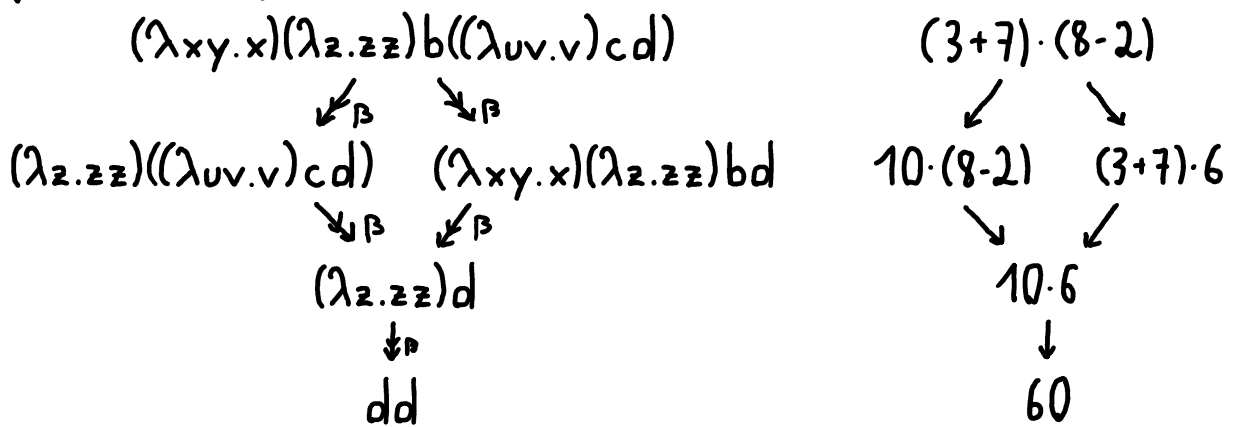 (λxy.x)(λz.zz)b((λuv.v)cd) (3+7)·(8-2)
↙β ↘β ↙ ↘
(λz.zz)((λuv.v)cd) (λxy.x)(λz.zz)bd 10·(8-2) (3+7)·6
↘β ↙β ↘ ↙
(λz.zz)d 10·6
↓β ↓
dd 60